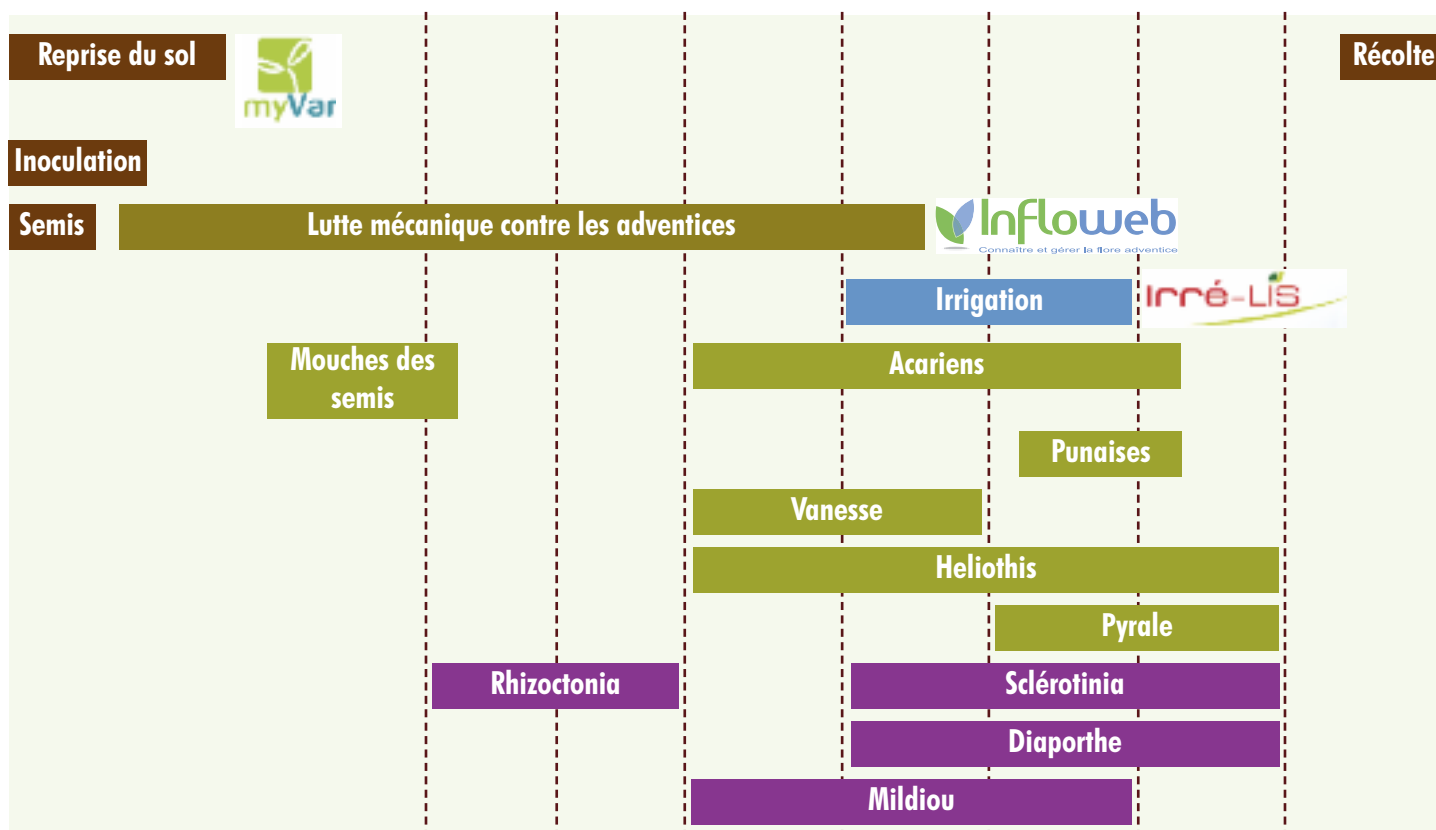 Reprise du sol
Récolte
myVar
Inoculation
Semis
Lutte mécanique contre les adventices
Infloweb
Connaître et gérer la flore adventice
Irrigation
Irré-LIS
Mouches des
semis
Acariens
Punaises
Vanesse
Heliothis
Pyrale
Rhizoctonia
Sclérotinia
Diaporthe
Mildiou